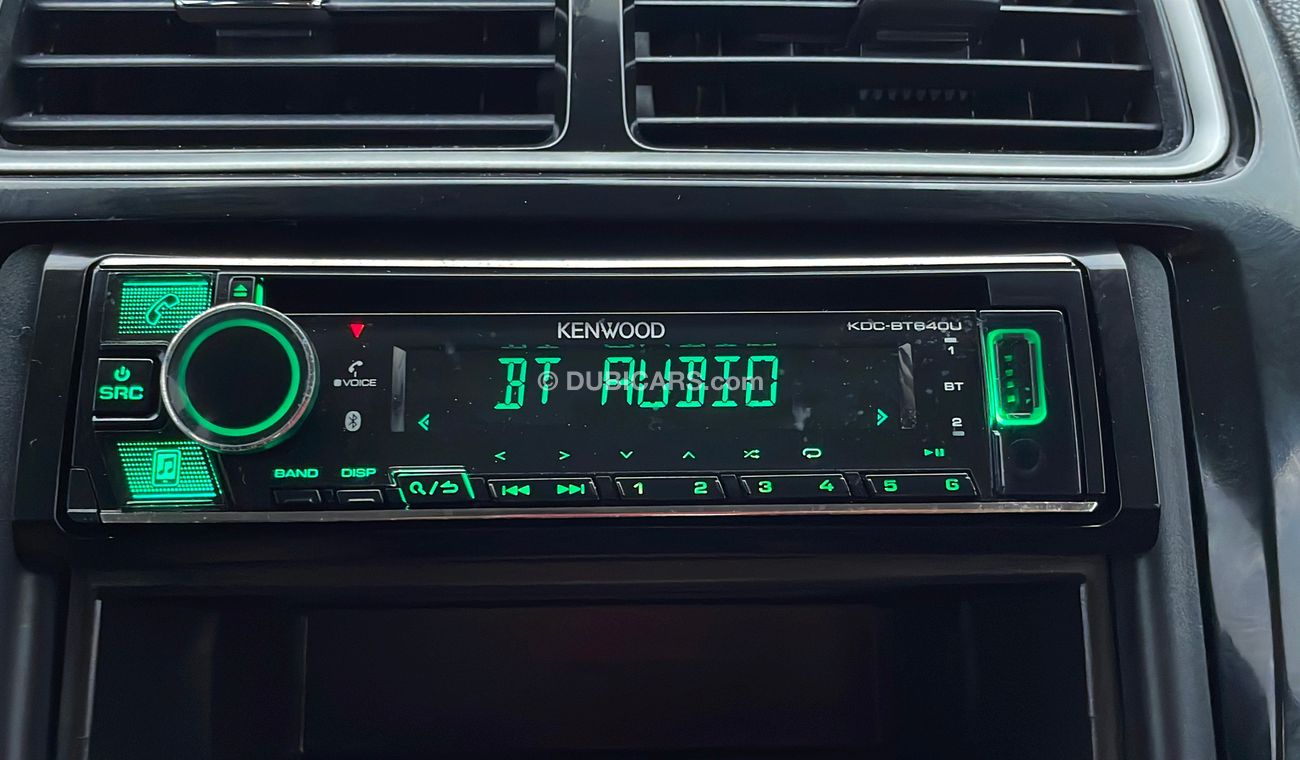 KENWOOD
KDC-BT640U
SRC
VOICE
BT AUDIO
© DUBICARS.com
1
BT
2
BAND DISP
1 2 3 4 5 6